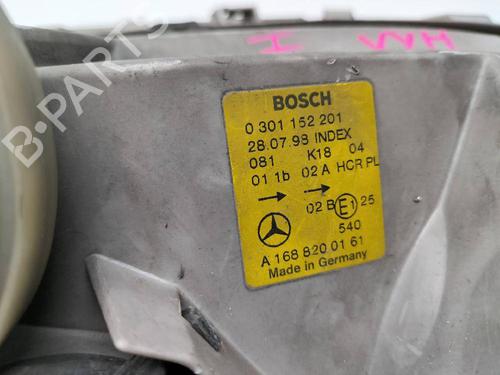 B-PARTS
I WH
BOSCH
0 301 152 201
28.07.98 INDEX
081 K18 04
01 1b 02 A HCR PL
02 B E1 25
540
A 168 820 01 61
Made in Germany